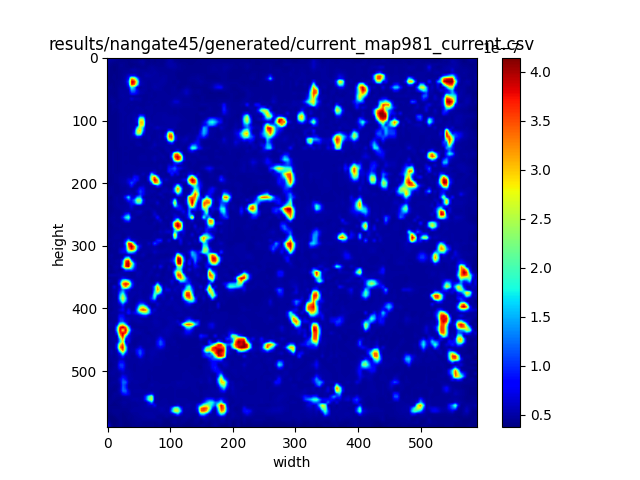 results/nangate45/generated/current_map981_current.csv
1e−7
0
100
200
300
400
500
height
0 100 200 300 400 500
width
4.0
3.5
3.0
2.5
2.0
1.5
1.0
0.5